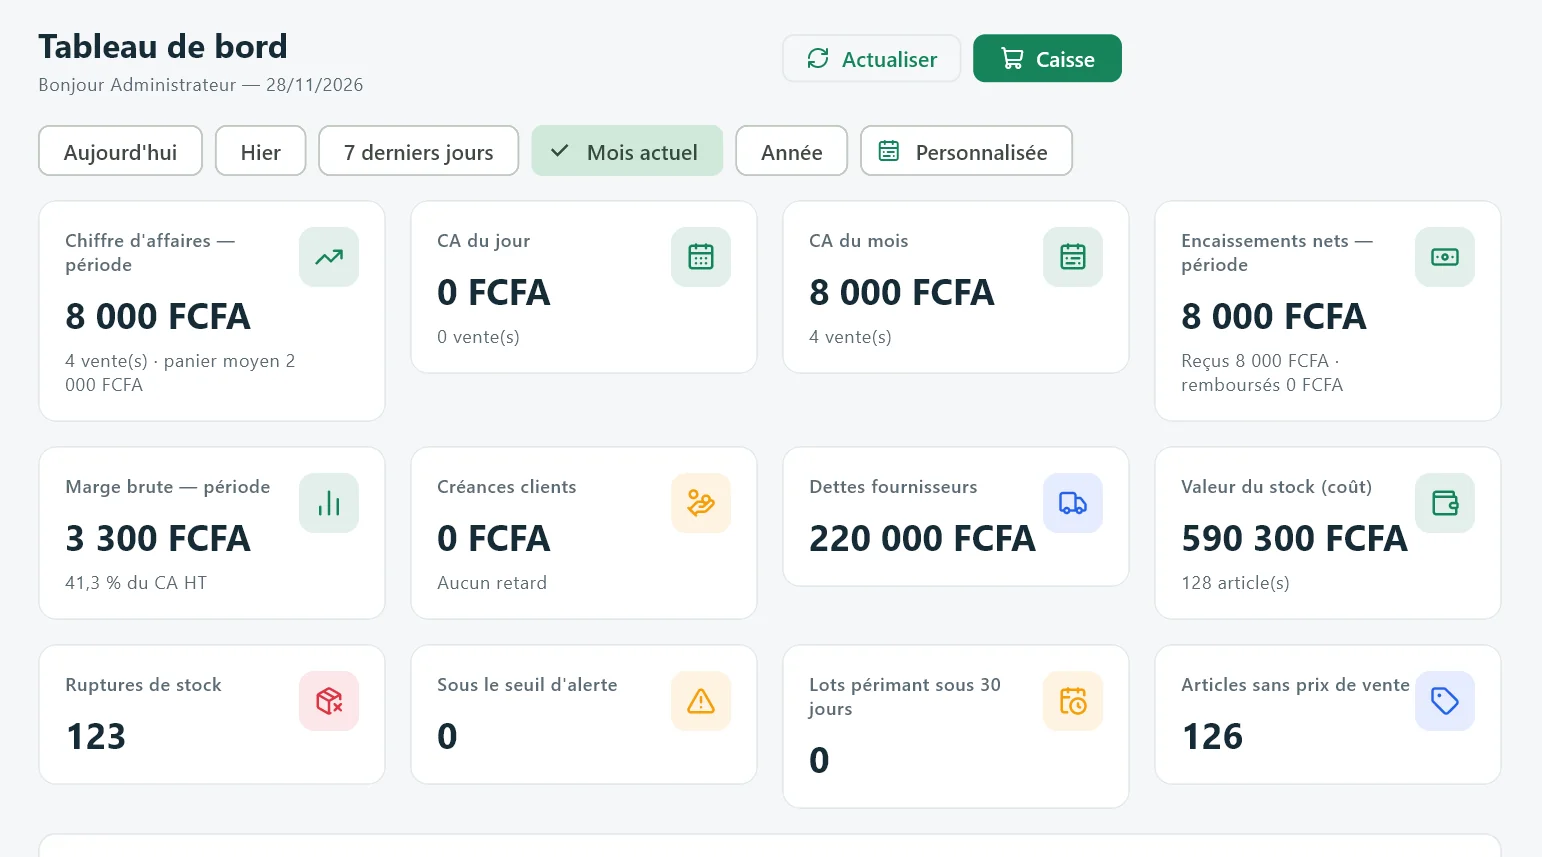 Tableau de bord
Bonjour Administrateur — 28/11/2026
Actualiser
Caisse
Aujourd'hui
Hier
7 derniers jours
Mois actuel
Année
Personnalisée
Chiffre d'affaires —
période
8 000 FCFA
4 vente(s) · panier moyen 2
000 FCFA
CA du jour
0 FCFA
0 vente(s)
CA du mois
8 000 FCFA
4 vente(s)
Encaissements nets —
période
8 000 FCFA
Reçus 8 000 FCFA ·
remboursés 0 FCFA
Marge brute — période
3 300 FCFA
41,3 % du CA HT
Créances clients
0 FCFA
Aucun retard
Dettes fournisseurs
220 000 FCFA
Valeur du stock (coût)
590 300 FCFA
128 article(s)
Ruptures de stock
123
Sous le seuil d'alerte
0
Lots périmant sous 30
jours
0
Articles sans prix de vente
126